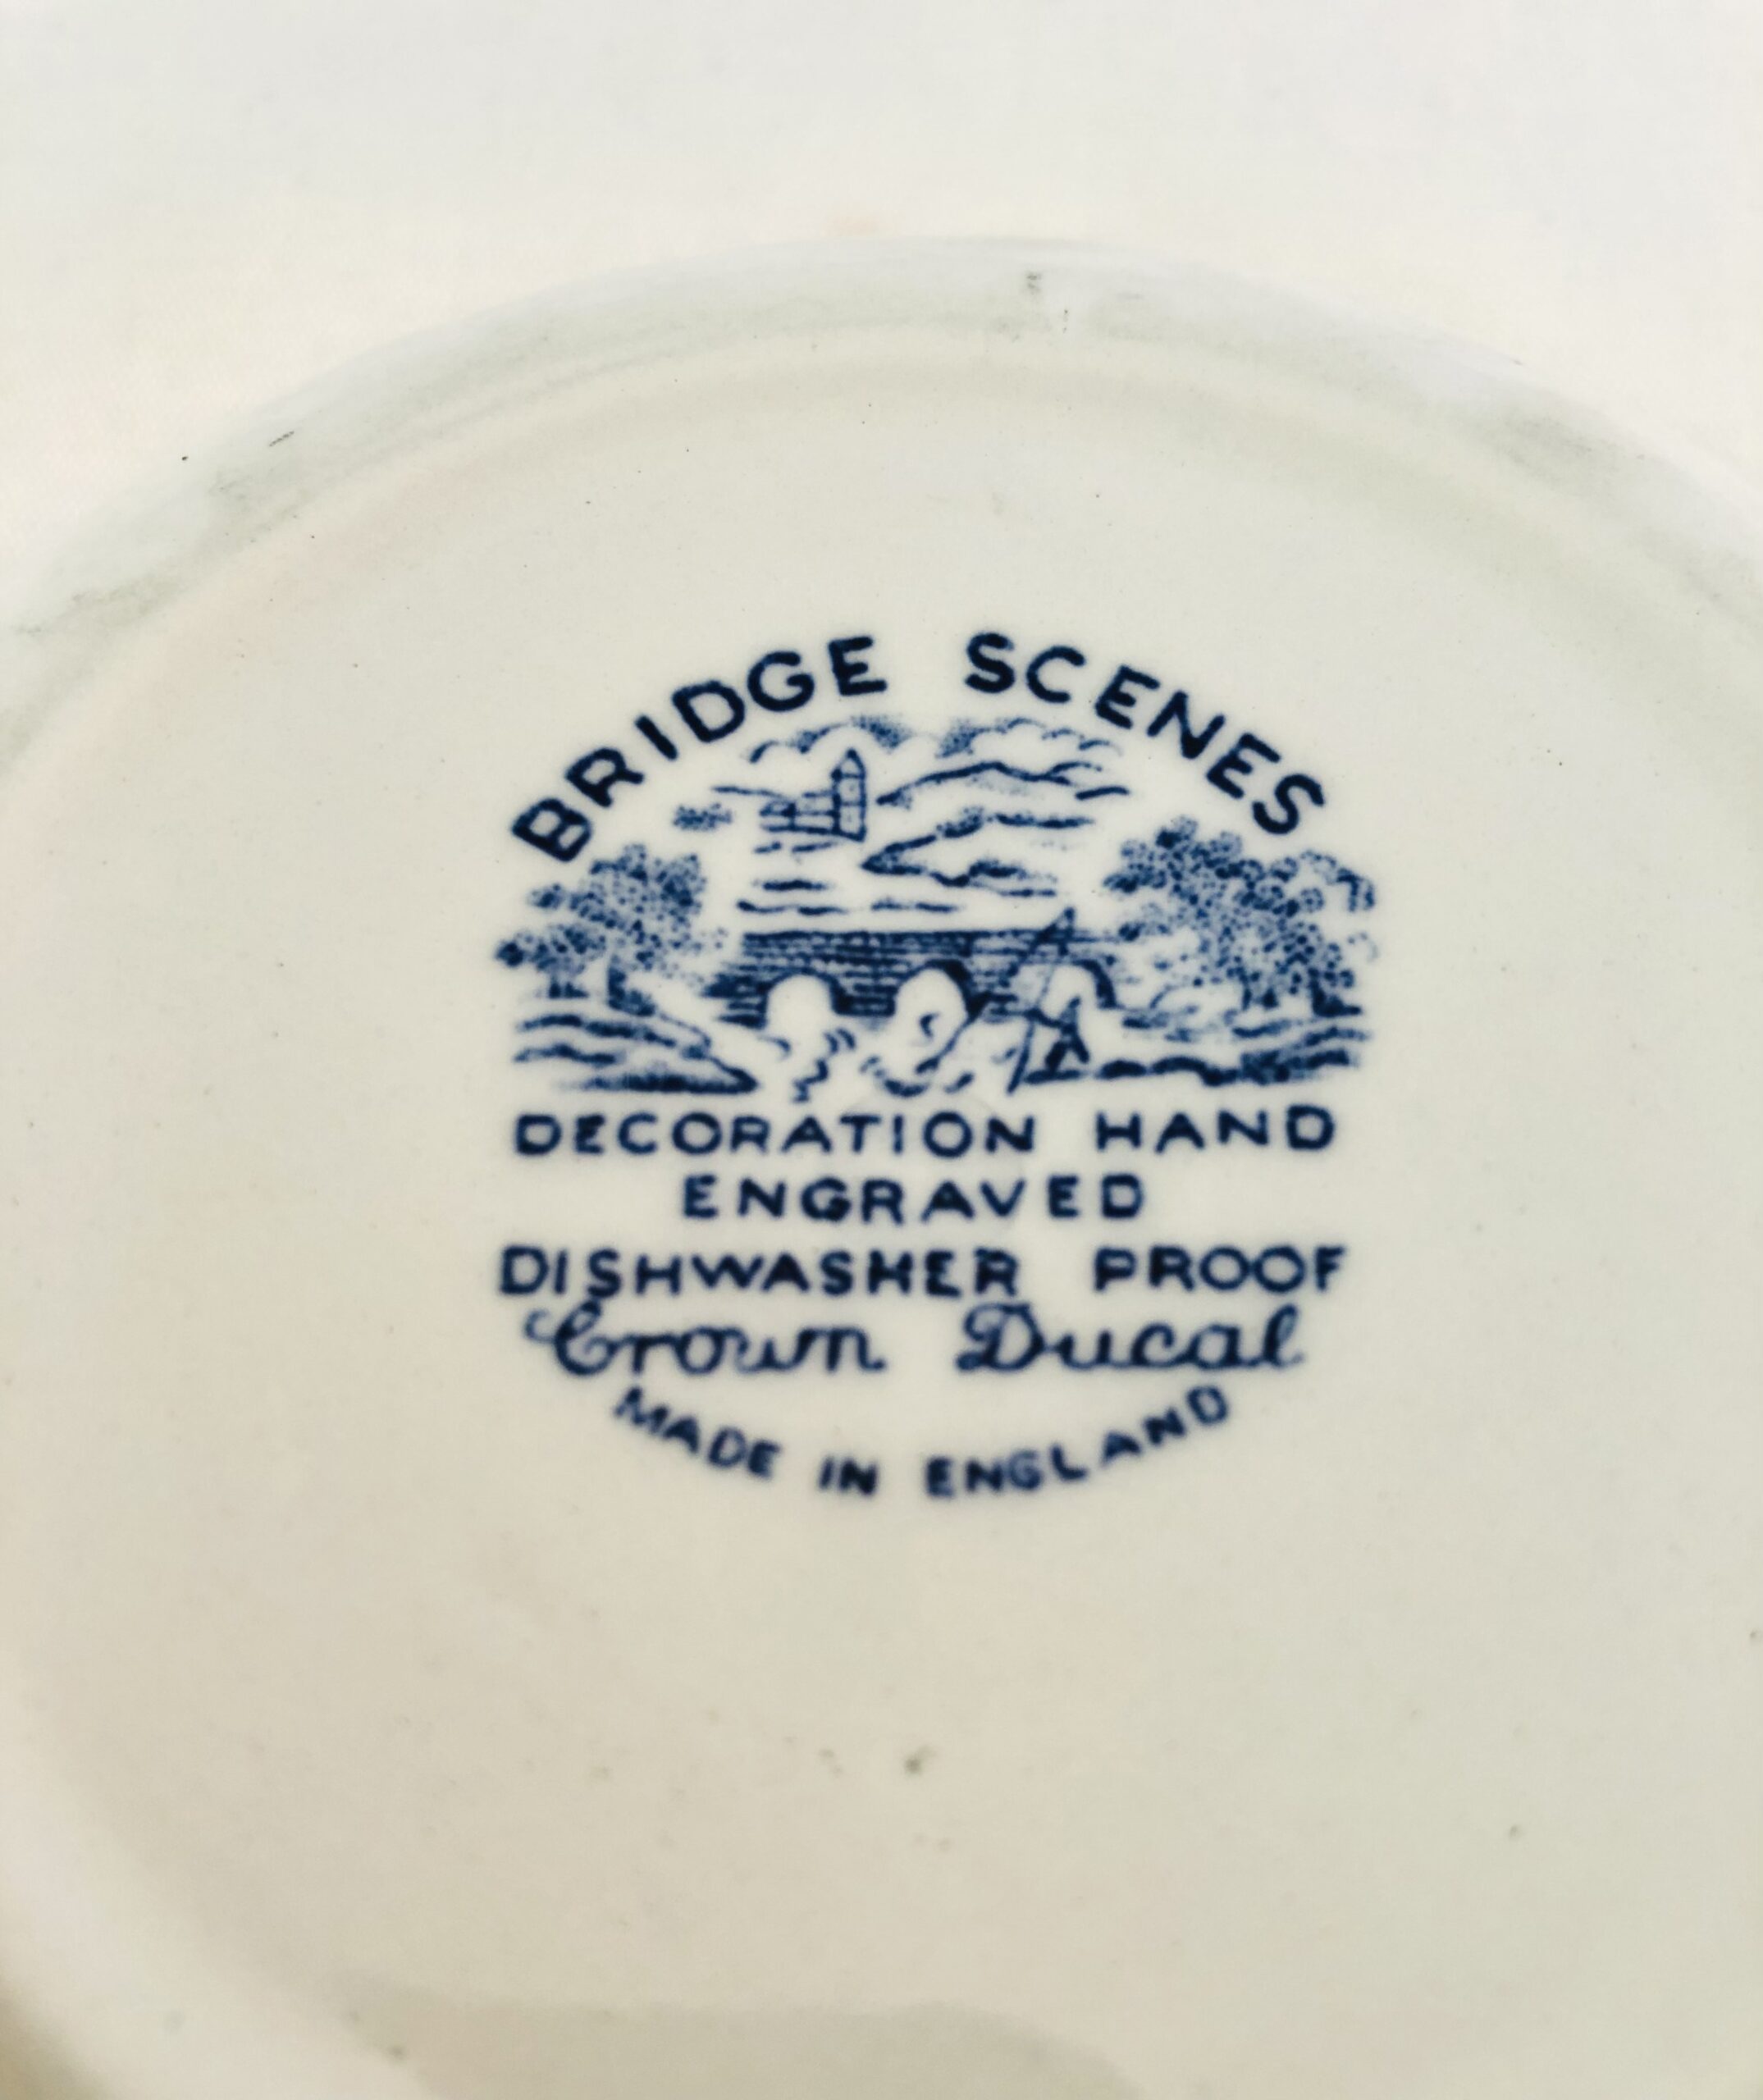 BRIDGE SCENES
DECORATION HAND
ENGRAVED
DISHWASHER PROOF
Crown Ducal
MADE IN ENGLAND